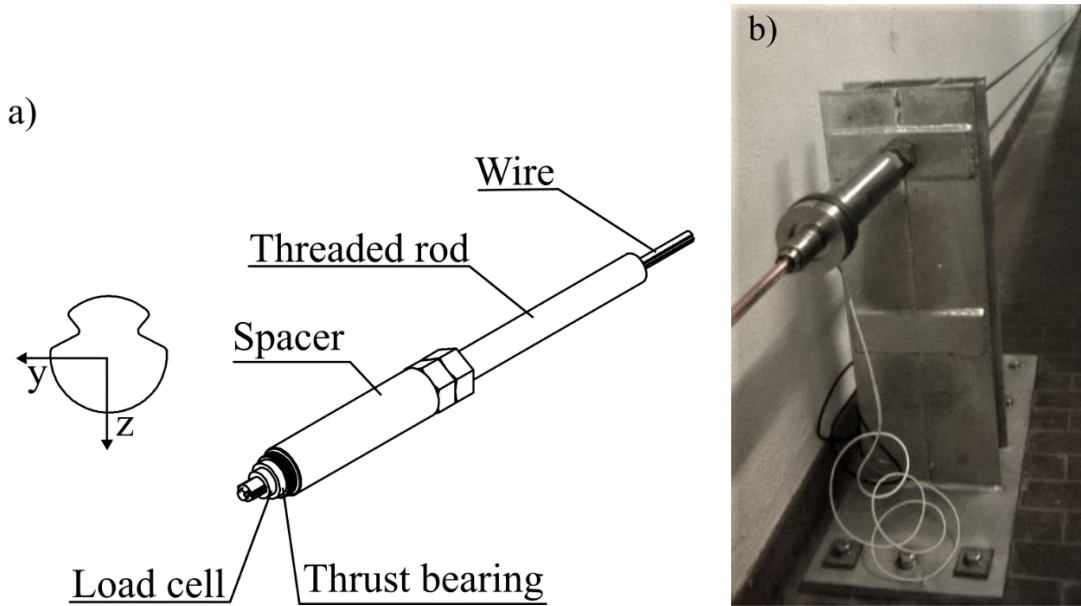 a)
b)
Wire
Threaded rod
Spacer
y
z
Load cell
Thrust bearing